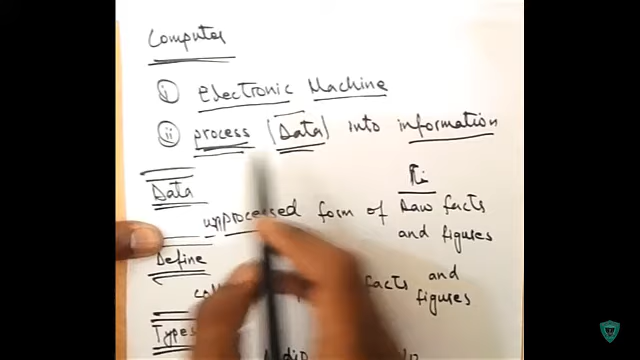 Computer
(i) electronic Machine
(ii) process (Data) into information
Data
unprocessed form of Raw facts
and figures
Define
facts and
figures
Types